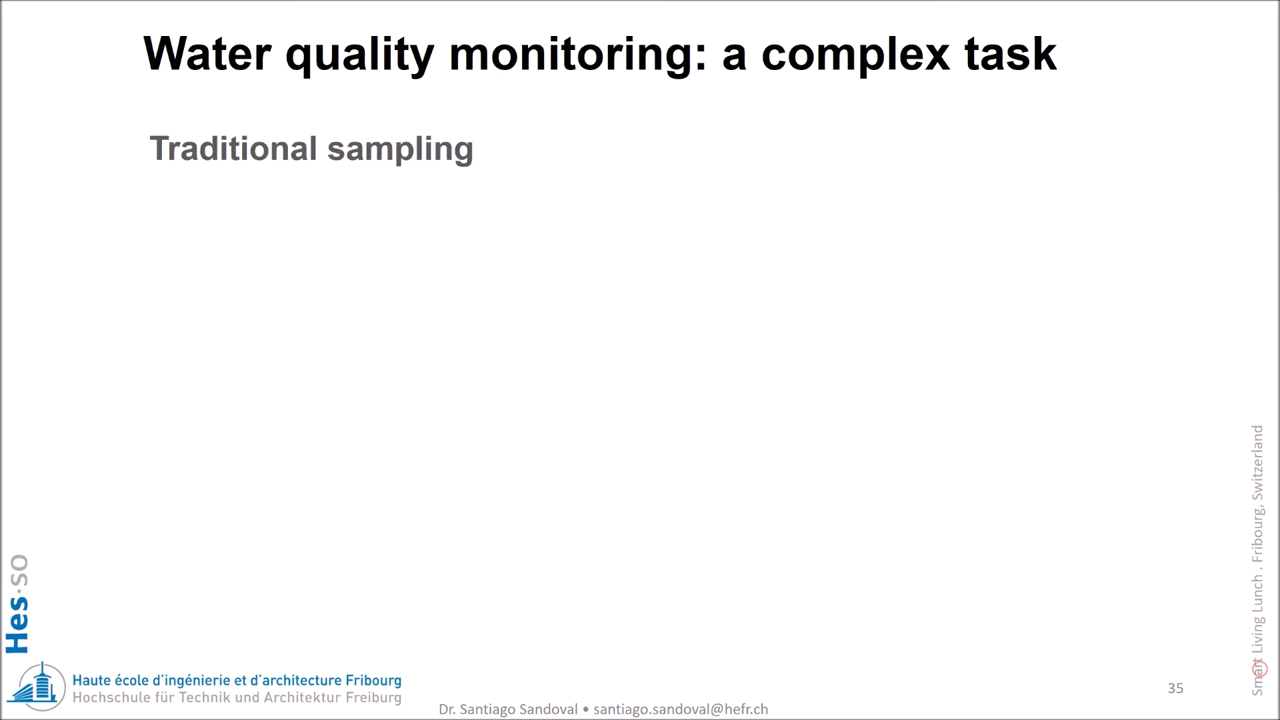 Water quality monitoring: a complex task
Traditional sampling
Smart Living Lunch . Fribourg, Switzerland
Hes·so
Haute école d'ingénierie et d'architecture Fribourg
Hochschule für Technik und Architektur Freiburg
35
Dr. Santiago Sandoval • santiago.sandoval@hefr.ch